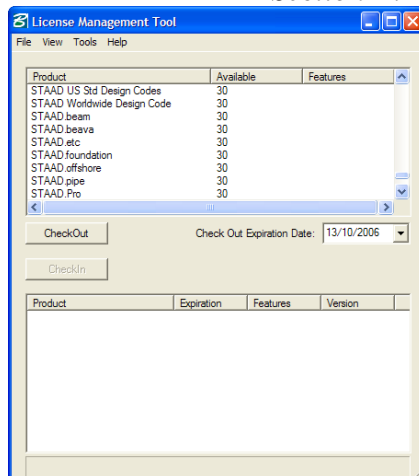 License Management Tool
File View Tools Help
Product Available Features
STAAD US Std Design Codes 30
STAAD Worldwide Design Code 30
STAAD.beam 30
STAAD.beava 30
STAAD.etc 30
STAAD.foundation 30
STAAD.offshore 30
STAAD.pipe 30
STAAD.Pro 30
CheckOut Check Out Expiration Date: 13/10/2006
CheckIn
Product Expiration Features Version